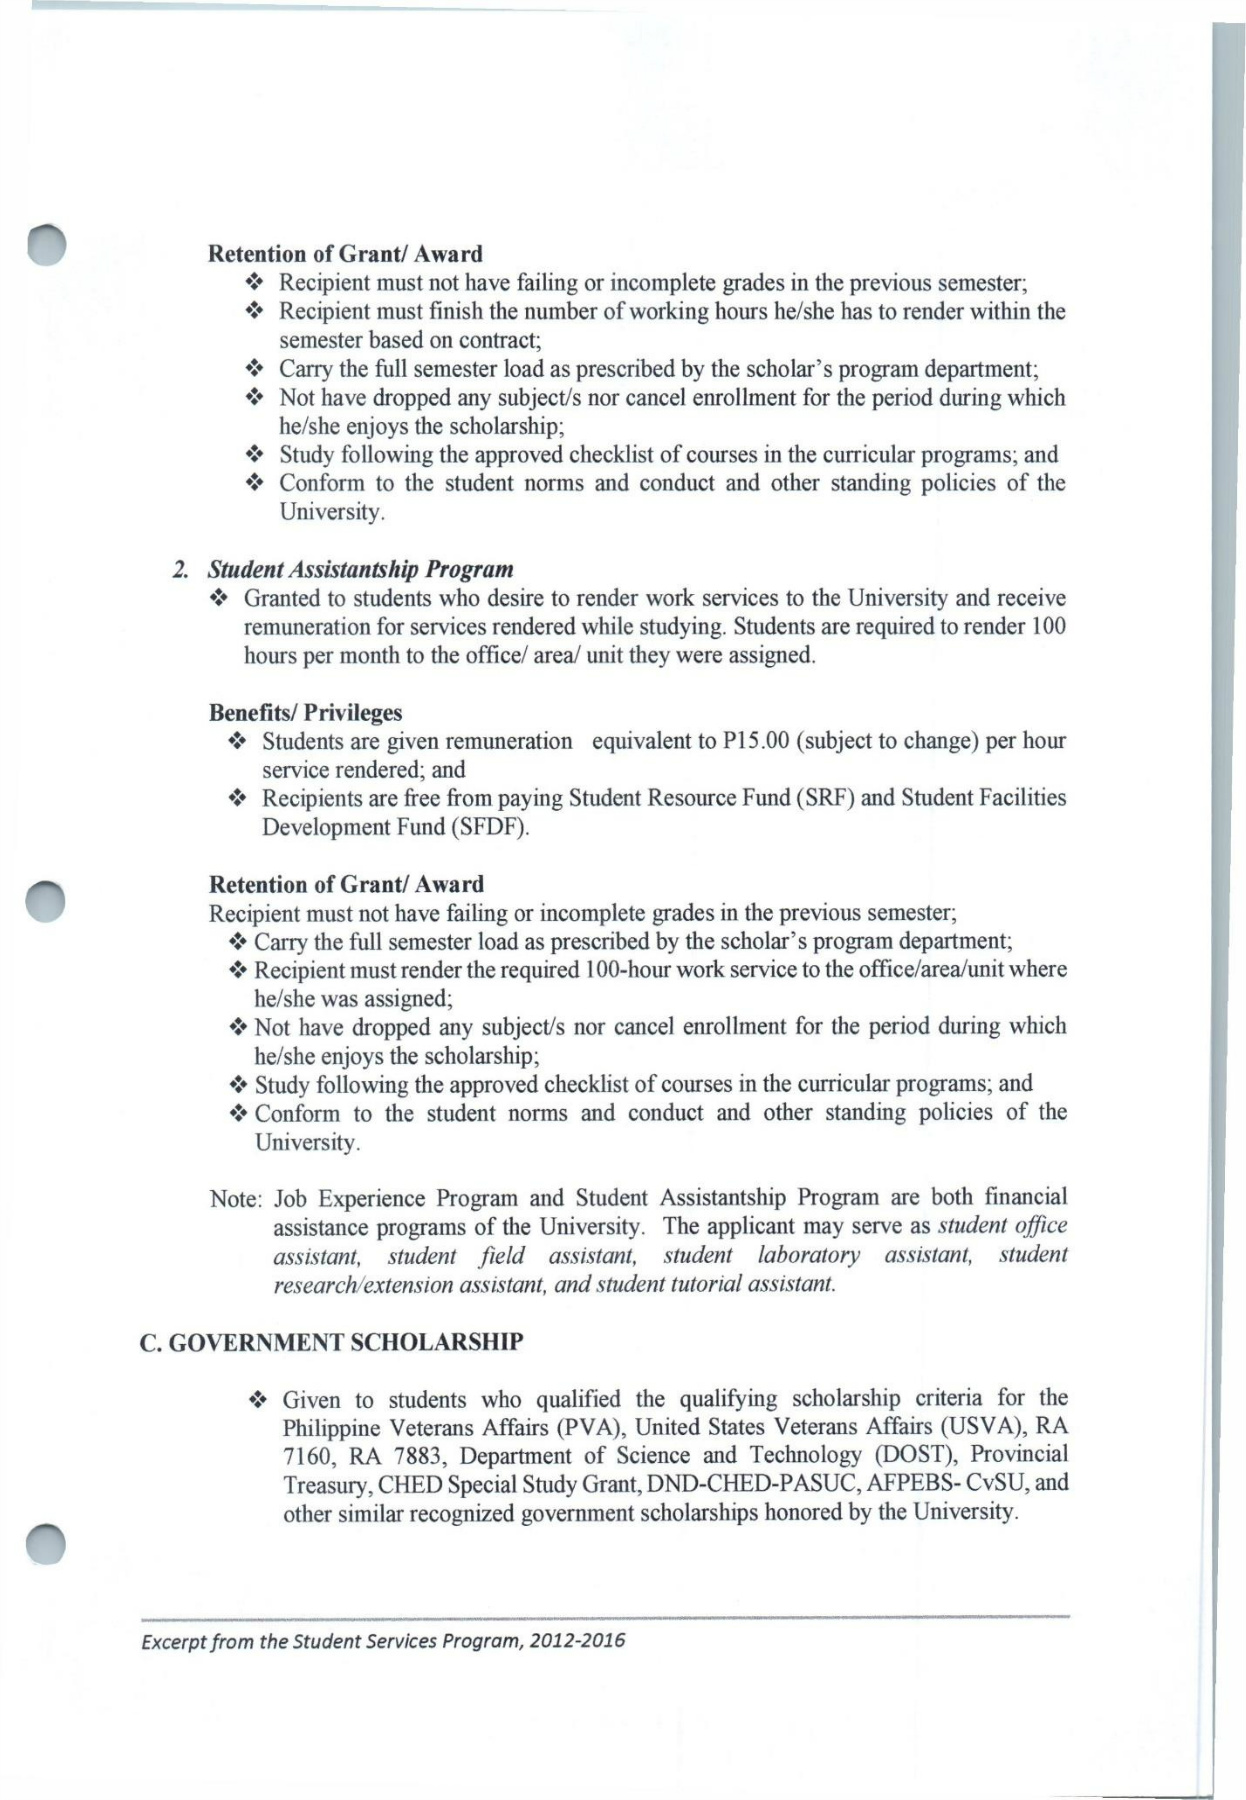 Retention of Grant/ Award
❖ Recipient must not have failing or incomplete grades in the previous semester;
❖ Recipient must finish the number of working hours he/she has to render within the
semester based on contract;
❖ Carry the full semester load as prescribed by the scholar's program department;
❖ Not have dropped any subject/s nor cancel enrollment for the period during which
he/she enjoys the scholarship;
❖ Study following the approved checklist of courses in the curricular programs; and
❖ Conform to the student norms and conduct and other standing policies of the
University.
2. Student Assistantship Program
❖ Granted to students who desire to render work services to the University and receive
remuneration for services rendered while studying. Students are required to render 100
hours per month to the office/ area/ unit they were assigned.
Benefits/ Privileges
❖ Students are given remuneration equivalent to P15.00 (subject to change) per hour
service rendered; and
❖ Recipients are free from paying Student Resource Fund (SRF) and Student Facilities
Development Fund (SFDF).
Retention of Grant/ Award
Recipient must not have failing or incomplete grades in the previous semester;
❖ Carry the full semester load as prescribed by the scholar's program department;
❖ Recipient must render the required 100-hour work service to the office/area/unit where
he/she was assigned;
❖ Not have dropped any subject/s nor cancel enrollment for the period during which
he/she enjoys the scholarship;
❖ Study following the approved checklist of courses in the curricular programs; and
❖ Conform to the student norms and conduct and other standing policies of the
University.
Note: Job Experience Program and Student Assistantship Program are both financial
assistance programs of the University. The applicant may serve as student office
assistant, student field assistant, student laboratory assistant, student
research/extension assistant, and student tutorial assistant.
C. GOVERNMENT SCHOLARSHIP
❖ Given to students who qualified the qualifying scholarship criteria for the
Philippine Veterans Affairs (PVA), United States Veterans Affairs (USVA), RA
7160, RA 7883, Department of Science and Technology (DOST), Provincial
Treasury, CHED Special Study Grant, DND-CHED-PASUC, AFPEBS- CvSU, and
other similar recognized government scholarships honored by the University.
Excerpt from the Student Services Program, 2012-2016